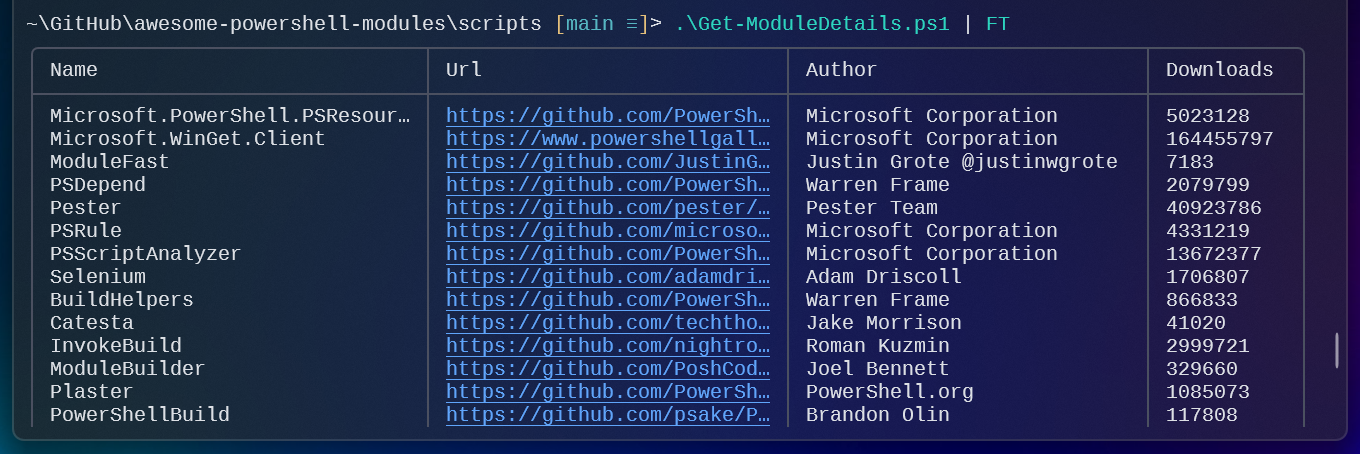 ~\GitHub\awesome-powershell-modules\scripts [main ≡]> .\Get-ModuleDetails.ps1 | FT
Name Url Author Downloads
Microsoft.PowerShell.PSResour… https://github.com/PowerSh… Microsoft Corporation 5023128
Microsoft.WinGet.Client https://www.powershellgall… Microsoft Corporation 164455797
ModuleFast https://github.com/JustinG… Justin Grote @justinwgrote 7183
PSDepend https://github.com/PowerSh… Warren Frame 2079799
Pester https://github.com/pester/… Pester Team 40923786
PSRule https://github.com/microso… Microsoft Corporation 4331219
PSScriptAnalyzer https://github.com/PowerSh… Microsoft Corporation 13672377
Selenium https://github.com/adamdri… Adam Driscoll 1706807
BuildHelpers https://github.com/PowerSh… Warren Frame 866833
Catesta https://github.com/techtho… Jake Morrison 41020
InvokeBuild https://github.com/nightro… Roman Kuzmin 2999721
ModuleBuilder https://github.com/PoshCod… Joel Bennett 329660
Plaster https://github.com/PowerSh… PowerShell.org 1085073
PowerShellBuild https://github.com/psake/P… Brandon Olin 117808